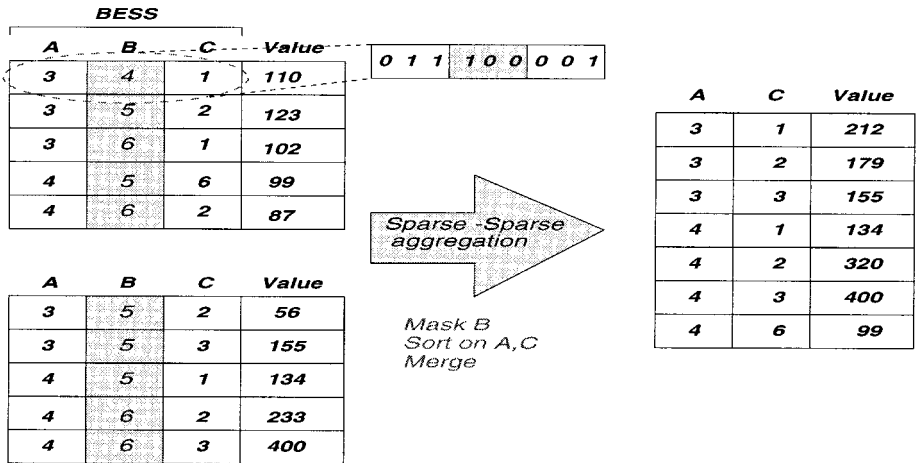 BESS
A B C Value
3 4 1 110
3 5 2 123
3 6 1 102
4 5 6 99
4 6 2 87
0 1 1 1 0 0 0 0 1
A B C Value
3 5 2 56
3 5 3 155
4 5 1 134
4 6 2 233
4 6 3 400
Sparse -Sparse
aggregation
Mask B
Sort on A,C
Merge
A C Value
3 1 212
3 2 179
3 3 155
4 1 134
4 2 320
4 3 400
4 6 99